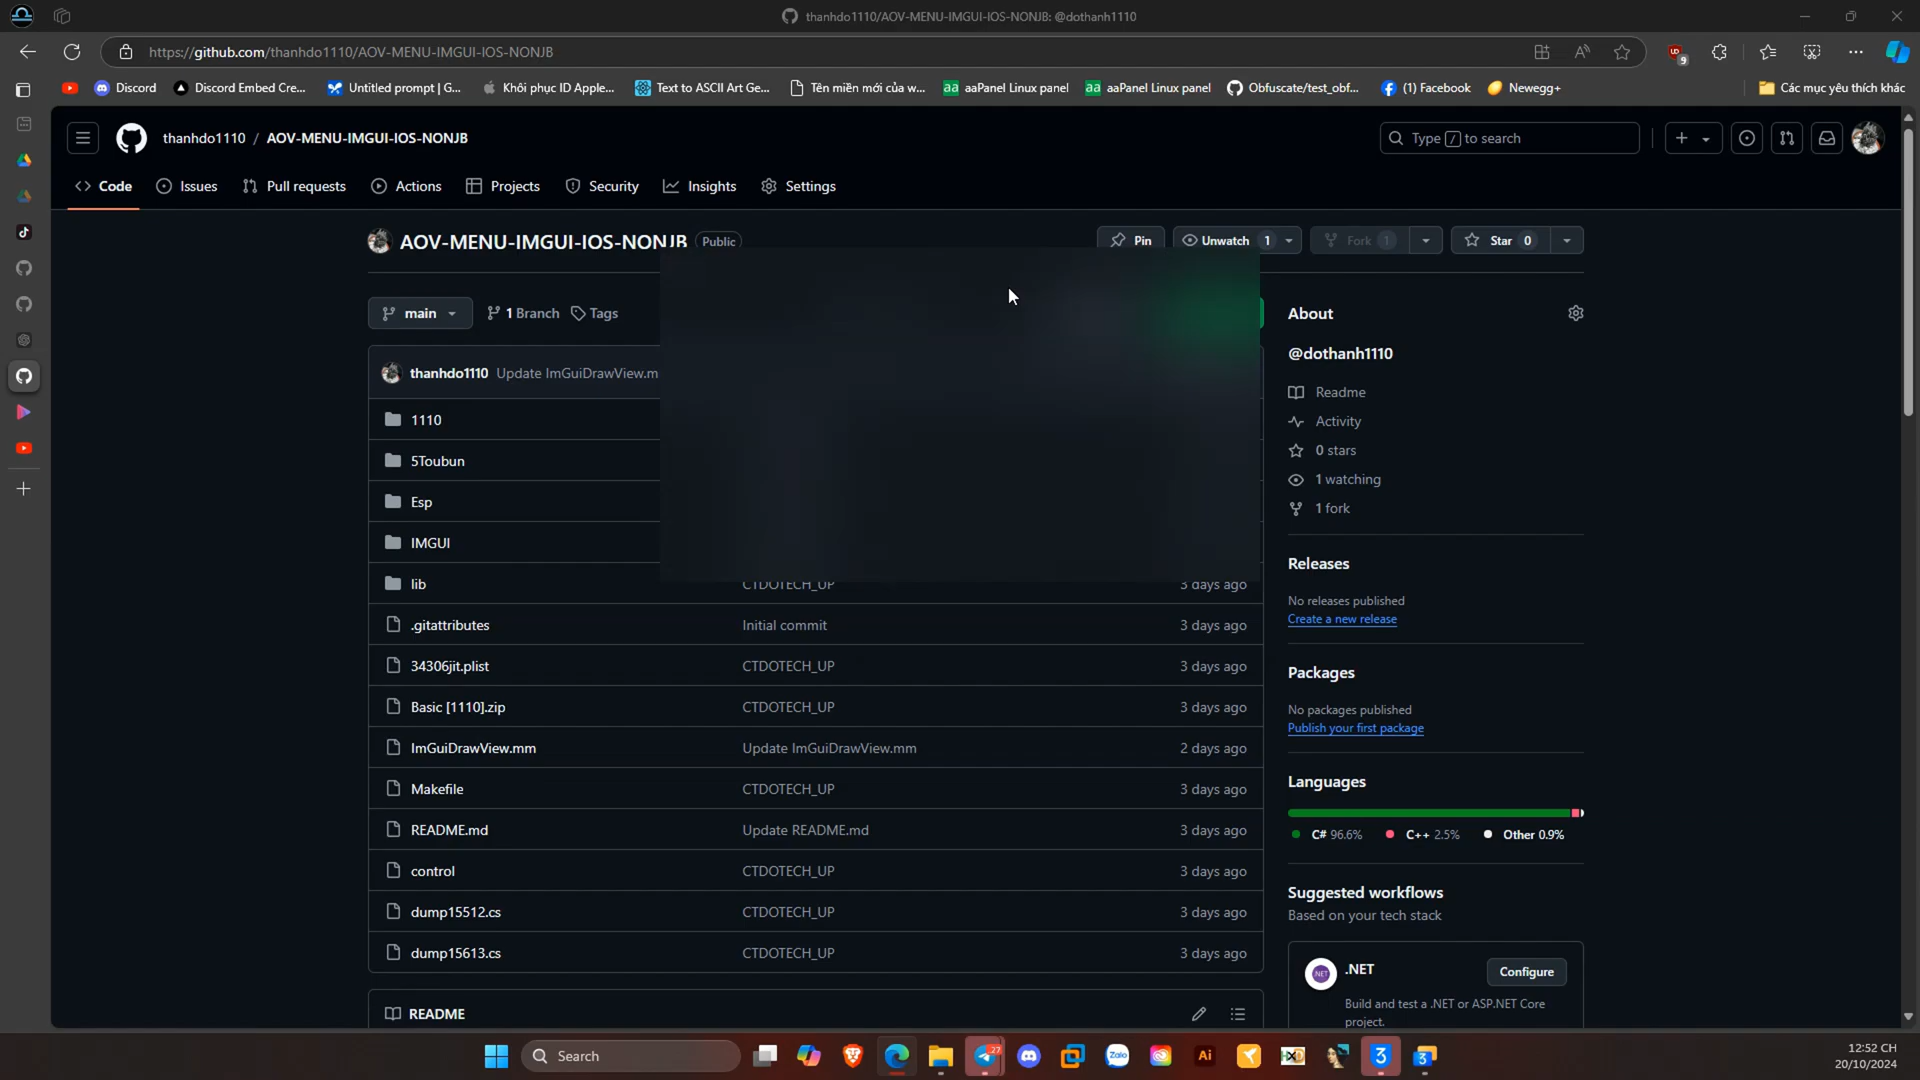 thanhdo1110/AOV-MENU-IMGUI-IOS-NONJB: @dothanh1110
https://github.com/thanhdo1110/AOV-MENU-IMGUI-IOS-NONJB
9
Discord
Discord Embed Cre...
Untitled prompt | G...
Khôi phục ID Apple...
Text to ASCII Art Ge...
Tên miền mới của w...
aa aaPanel Linux panel
aa aaPanel Linux panel
Obfuscate/test_obf...
(1) Facebook
Newegg+
Các mục yêu thích khác
thanhdo1110 / AOV-MENU-IMGUI-IOS-NONJB
Type / to search
Code
Issues
Pull requests
Actions
Projects
Security
Insights
Settings
AOV-MENU-IMGUI-IOS-NONJB Public
Pin
Unwatch 1
Fork 1
Star 0
main
1 Branch
Tags
thanhdo1110 Update ImGuiDrawView.m
1110
5Toubun
Esp
IMGUI
lib CTDOTECH_UP 3 days ago
.gitattributes Initial commit 3 days ago
34306jit.plist CTDOTECH_UP 3 days ago
Basic [1110].zip CTDOTECH_UP 3 days ago
ImGuiDrawView.mm Update ImGuiDrawView.mm 2 days ago
Makefile CTDOTECH_UP 3 days ago
README.md Update README.md 3 days ago
control CTDOTECH_UP 3 days ago
dump15512.cs CTDOTECH_UP 3 days ago
dump15613.cs CTDOTECH_UP 3 days ago
README
About
@dothanh1110
Readme
Activity
0 stars
1 watching
1 fork
Releases
No releases published
Create a new release
Packages
No packages published
Publish your first package
Languages
C# 96.6% C++ 2.5% Other 0.9%
Suggested workflows
Based on your tech stack
.NET .NET Configure
Build and test a .NET or ASP.NET Core
project.
Search
27
Zalo
Ai
HXD
3
3
12:52 CH
20/10/2024